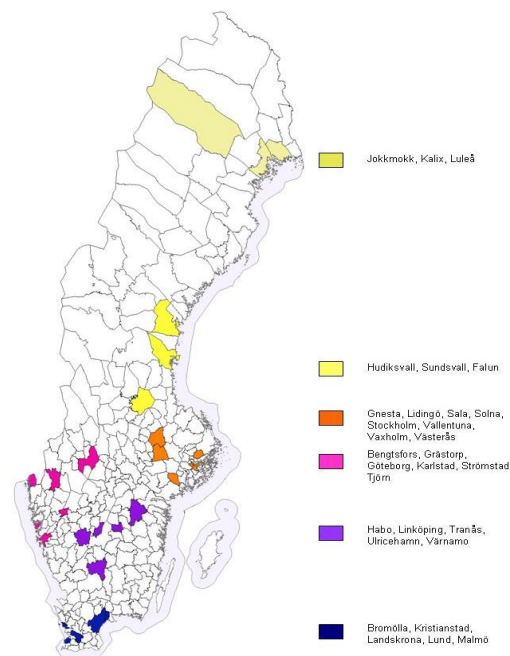 Jokkmokk, Kalix, Luleå
Hudiksvall, Sundsvall, Falun
Gnesta, Lidingö, Sala, Solna,
Stockholm, Vallentuna,
Vaxholm, Västerås
Bengtsfors, Grästorp,
Göteborg, Karlstad, Strömstad
Tjörn
Habo, Linköping, Tranås,
Ulricehamn, Värnamo
Bromölla, Kristianstad,
Landskrona, Lund, Malmö